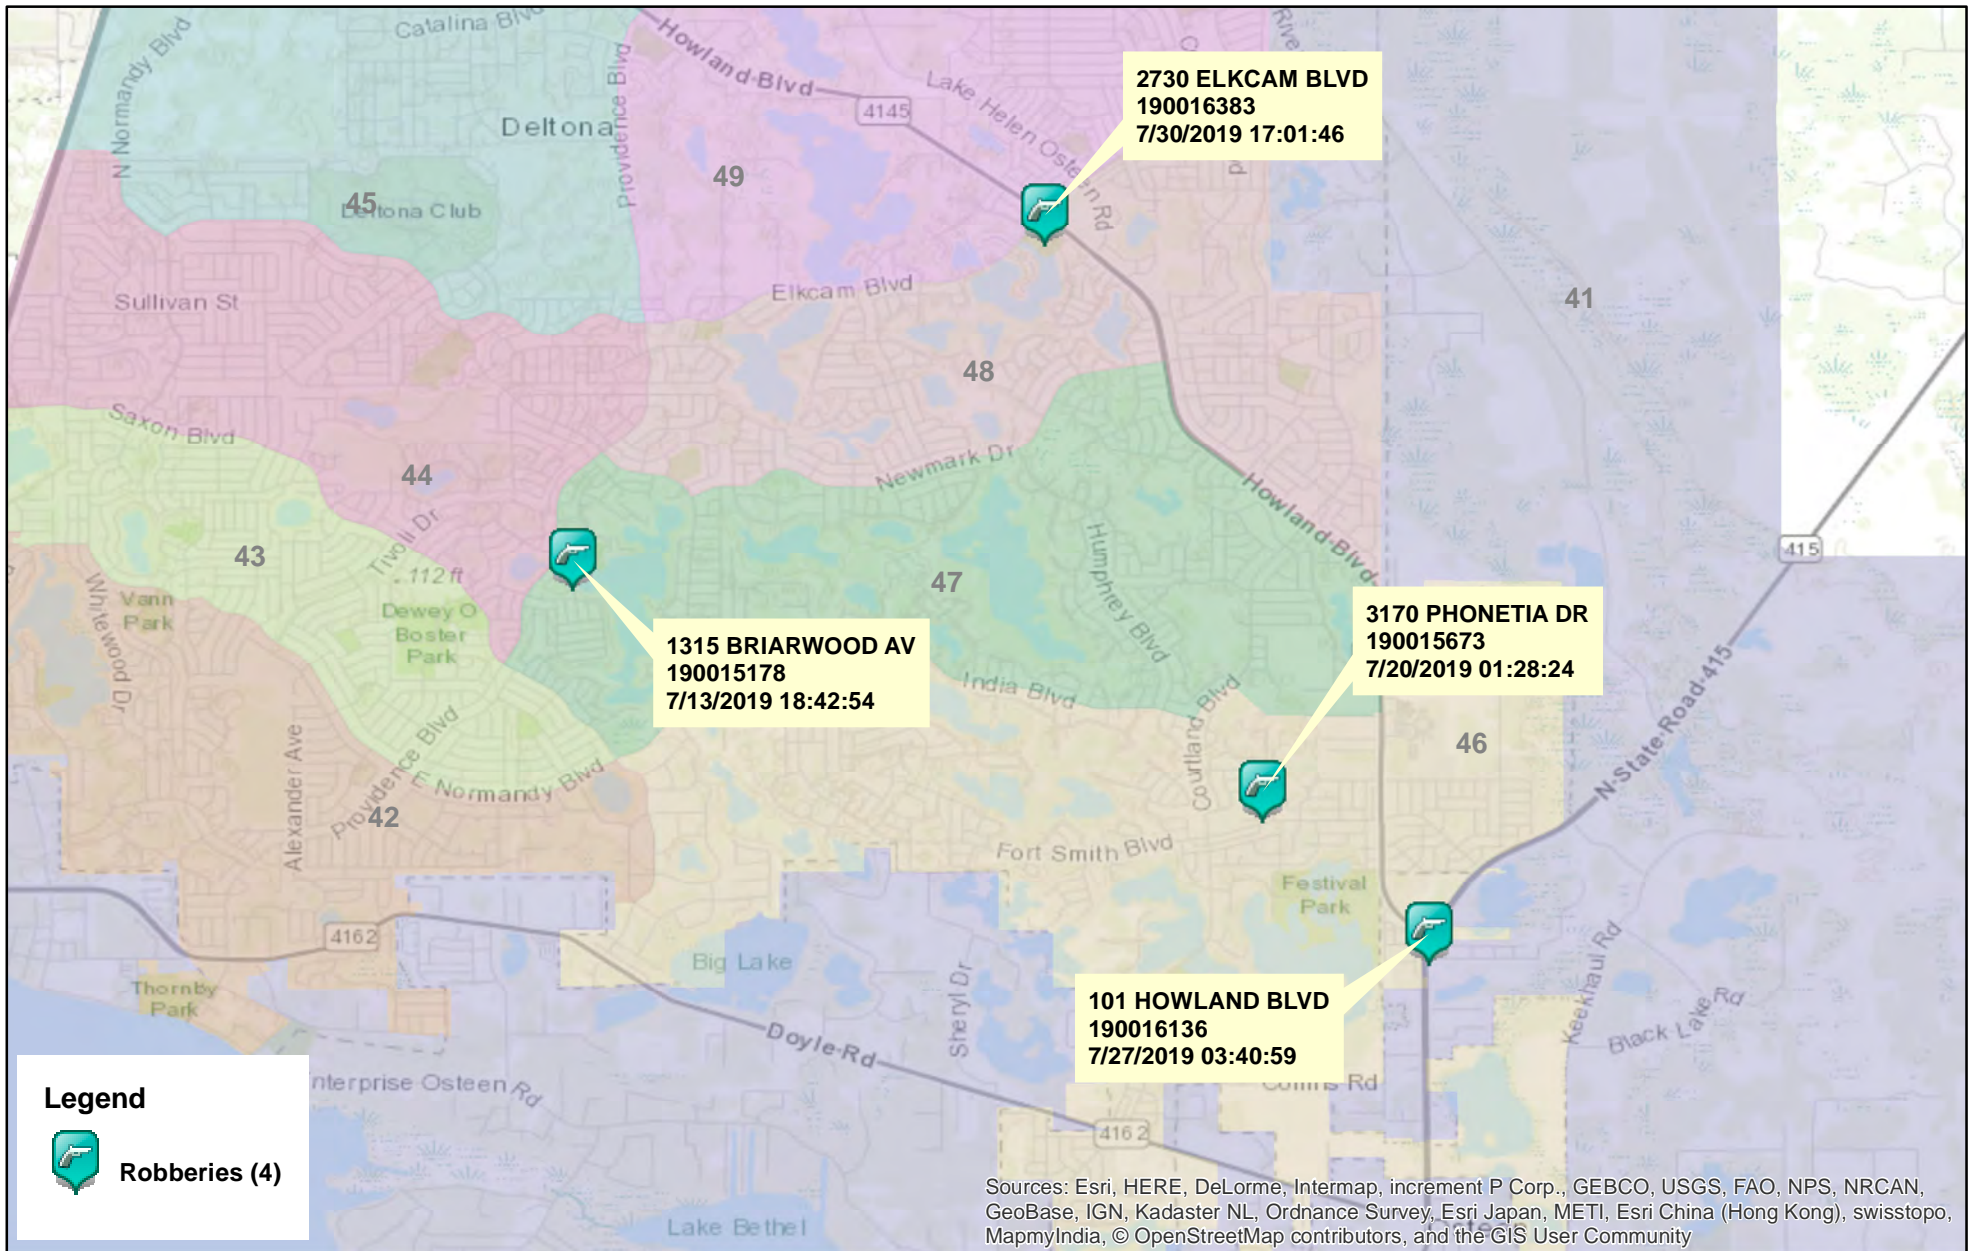 Catalina Blvd
N Normandy Blvd
Providence Blvd
Howland Blvd
4145
Lake Helen Osteen Rd
Deltona
2730 ELKCAM BLVD
190016383
7/30/2019 17:01:46
49
45
Deltona Club
41
Sullivan St
Elkcam Blvd
48
Saxon Blvd
44
Newmark Dr
Howland Blvd
Tivoli Dr
43
112 ft
47
Humphrey Blvd
415
Whitewood Dr
Vann
Park
Dewey O
Boster
Park
1315 BRIARWOOD AV
190015178
7/13/2019 18:42:54
3170 PHONETIA DR
190015673
7/20/2019 01:28:24
India Blvd
Courtland Blvd
46
N State Road 415
Alexander Ave
Providence Blvd
E Normandy Blvd
42
Fort Smith Blvd
Festival
Park
4162
Big Lake
Sheryl Dr
Keekhaul Rd
Black Lake Rd
Thornby
Park
101 HOWLAND BLVD
190016136
7/27/2019 03:40:59
Doyle Rd
Collins Rd
nterprise Osteen Rd
4162
Legend
Robberies (4)
Lake Bethel
Osteen
Sources: Esri, HERE, DeLorme, Intermap, increment P Corp., GEBCO, USGS, FAO, NPS, NRCAN,
GeoBase, IGN, Kadaster NL, Ordnance Survey, Esri Japan, METI, Esri China (Hong Kong), swisstopo,
MapmyIndia, © OpenStreetMap contributors, and the GIS User Community